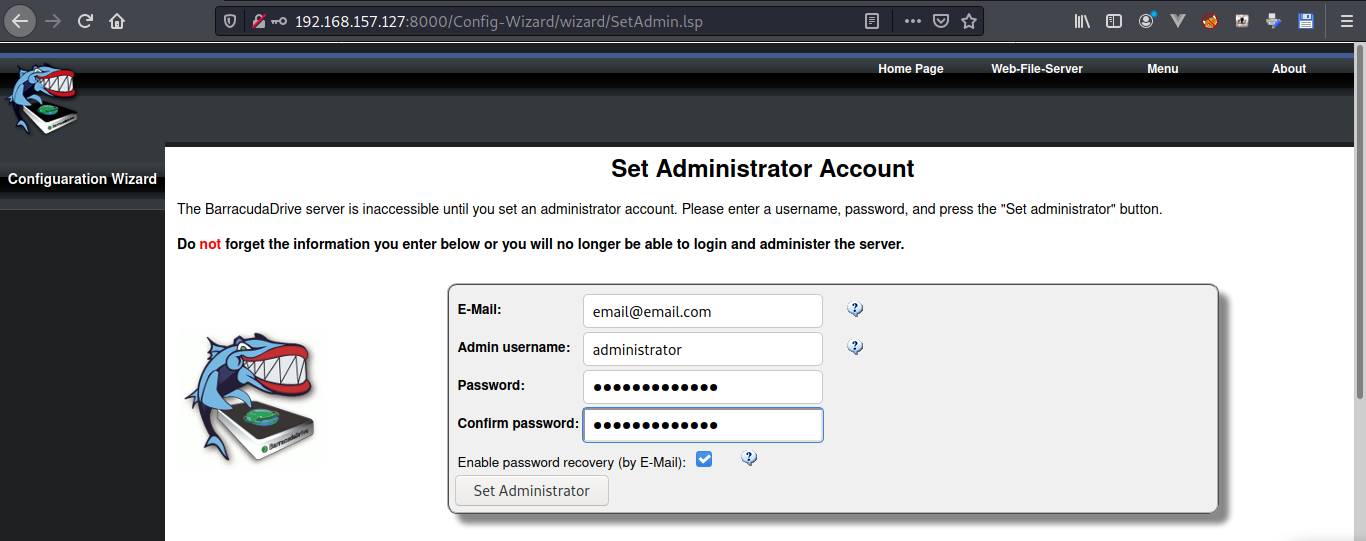 192.168.157.127:8000/Config-Wizard/wizard/SetAdmin.lsp
Home Page Web-File-Server Menu About
Configuaration Wizard
Set Administrator Account
The BarracudaDrive server is inaccessible until you set an administrator account. Please enter a username, password, and press the "Set administrator" button.
Do not forget the information you enter below or you will no longer be able to login and administer the server.
E-Mail: email@email.com
Admin username: administrator
Password: ●●●●●●●●●●●●●
Confirm password: ●●●●●●●●●●●●●
Enable password recovery (by E-Mail):
Set Administrator
BarracudaDrive